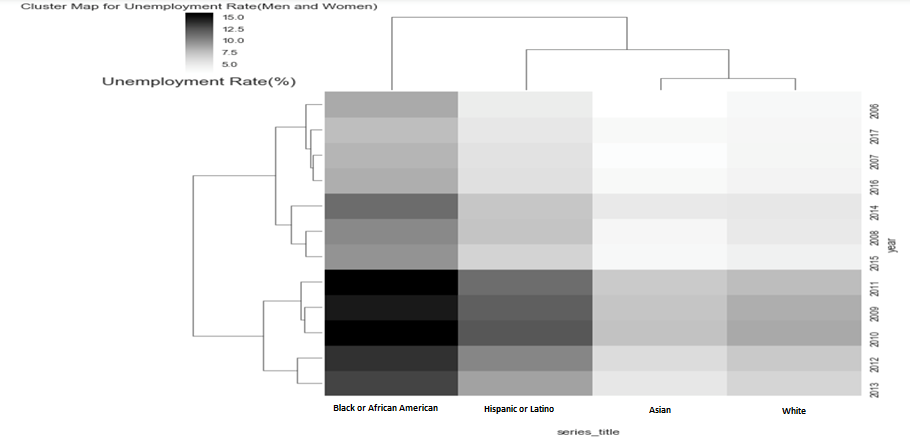 Cluster Map for Unemployment Rate(Men and Women)
15.0
12.5
10.0
7.5
5.0
Unemployment Rate(%)
2006
2017
2007
2016
2014
2008
2015
2011
2009
2010
2012
2013
year
Black or African American
Hispanic or Latino
Asian
White
series_title